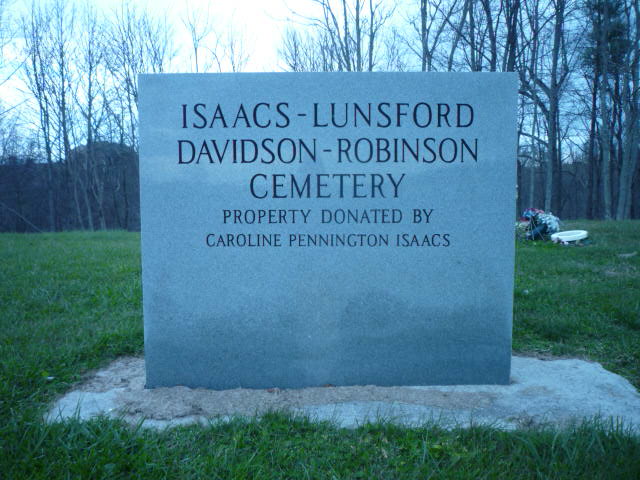 ISAACS-LUNSFORD
DAVIDSON-ROBINSON
CEMETERY
PROPERTY DONATED BY
CAROLINE PENNINGTON ISAACS